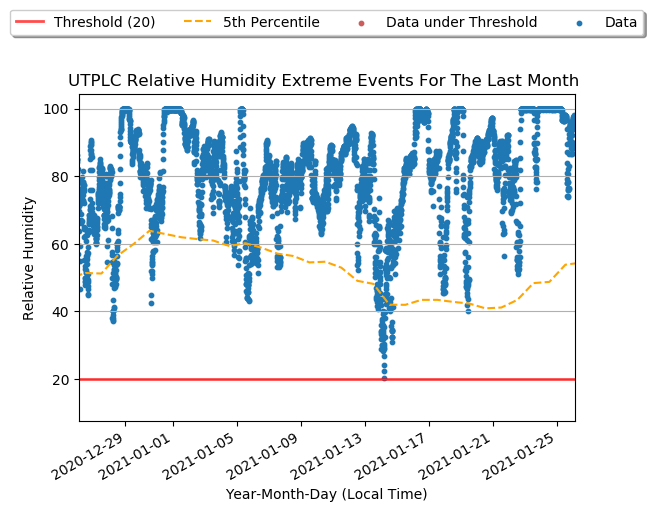 Threshold (20) 5th Percentile Data under Threshold Data
UTPLC Relative Humidity Extreme Events For The Last Month
100
80
60
40
20
Relative Humidity
2020-12-29 2021-01-01 2021-01-05 2021-01-09 2021-01-13 2021-01-17 2021-01-21 2021-01-25
Year-Month-Day (Local Time)